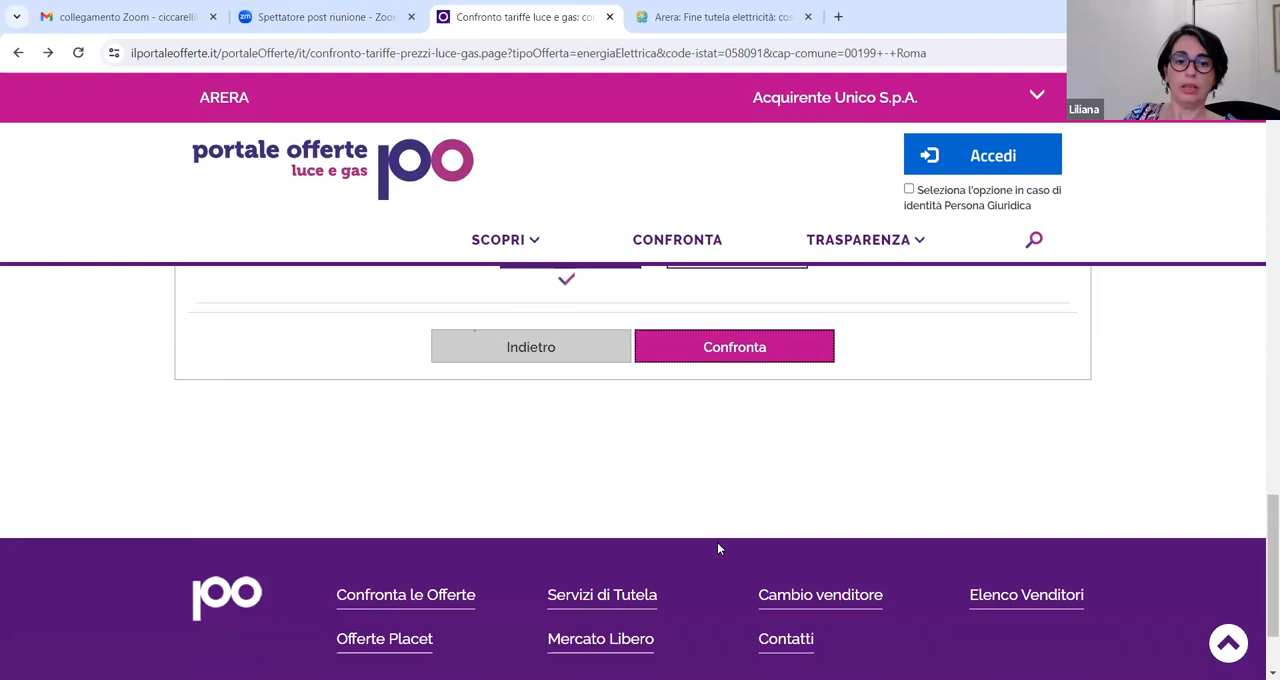 collegamento Zoom - ciccarelli
Spettatore post riunione - Zoom
Confronto tariffe luce e gas: co
Arera: Fine tutela elettricità: cos
ilportaleofferte.it/portaleOfferte/it/confronto-tariffe-prezzi-luce-gas.page?tipoOfferta=energiaElettrica&code-istat=058091&cap-comune=00199+-+Roma
Liliana
ARERA
Acquirente Unico S.p.A.
portale offerte
luce e gas
po
Accedi
Seleziona l'opzione in caso di
identità Persona Giuridica
SCOPRI
CONFRONTA
TRASPARENZA
Indietro
Confronta
po
Confronta le Offerte
Servizi di Tutela
Cambio venditore
Elenco Venditori
Offerte Placet
Mercato Libero
Contatti